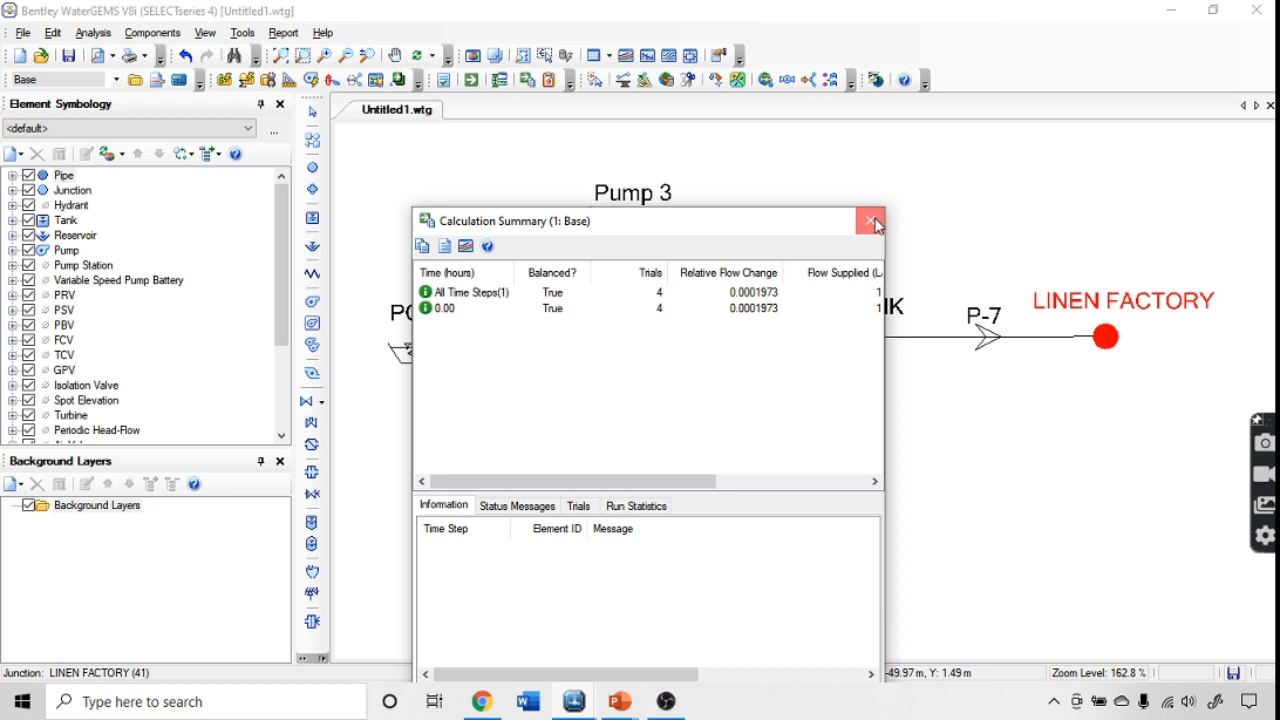 Bentley WaterGEMS V8i (SELECTseries 4) [Untitled1.wtg]
File Edit Analysis Components View Tools Report Help
Base
Element Symbology
<default>
Pipe
Junction
Hydrant
Tank
Reservoir
Pump
Pump Station
Variable Speed Pump Battery
PRV
PSV
PBV
FCV
TCV
GPV
Isolation Valve
Spot Elevation
Turbine
Periodic Head-Flow
Background Layers
Background Layers
Untitled1.wtg
Pump 3
P-7
LINEN FACTORY
Calculation Summary (1: Base)
Time (hours) Balanced? Trials Relative Flow Change Flow Supplied (L
All Time Steps(1) True 4 0.0001973 1
0.00 True 4 0.0001973 1
Information Status Messages Trials Run Statistics
Time Step Element ID Message
Junction: LINEN FACTORY (41)
-49.97 m, Y: 1.49 m
Zoom Level: 162.8 %
Type here to search